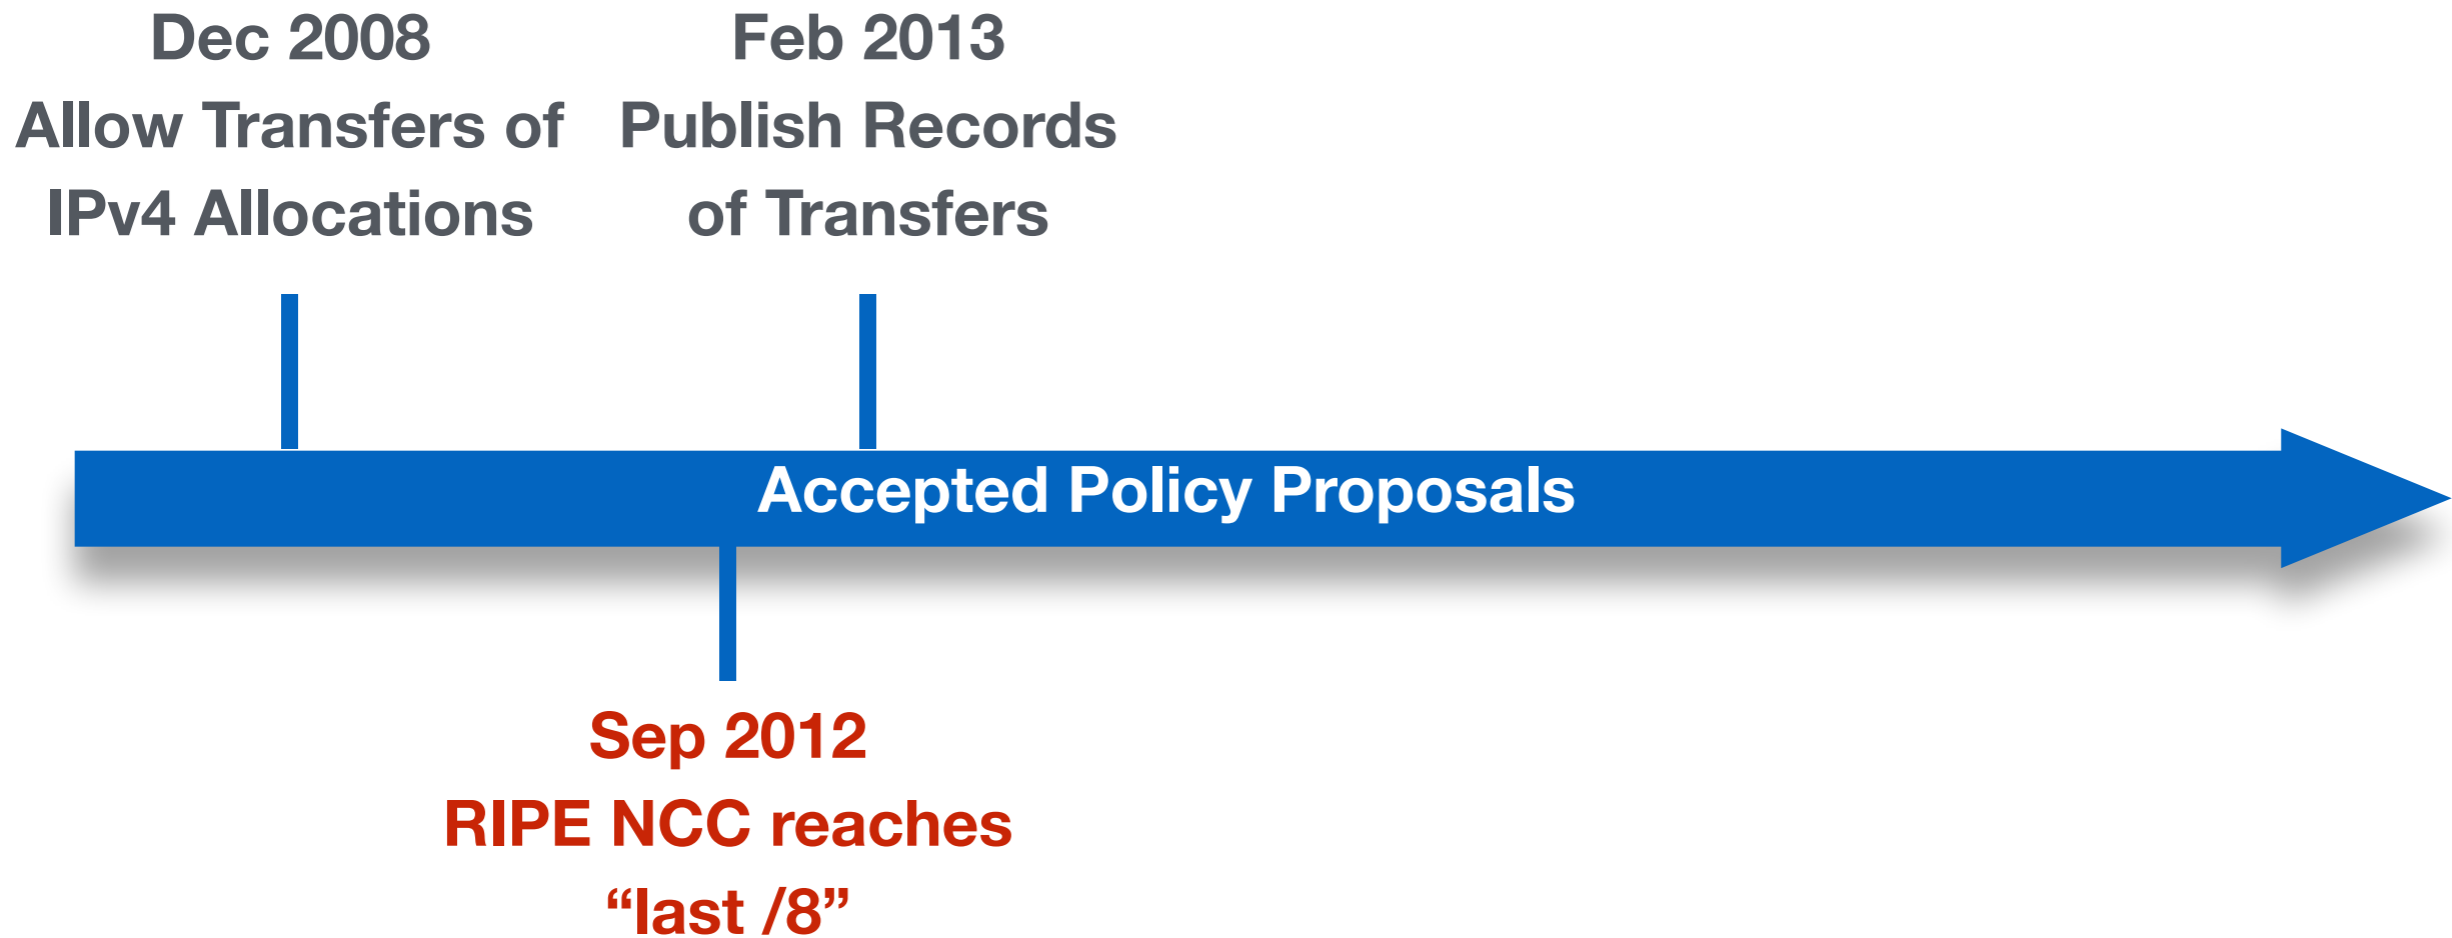 Dec 2008
Allow Transfers of
IPv4 Allocations
Feb 2013
Publish Records
of Transfers
Accepted Policy Proposals
Sep 2012
RIPE NCC reaches
“last /8”